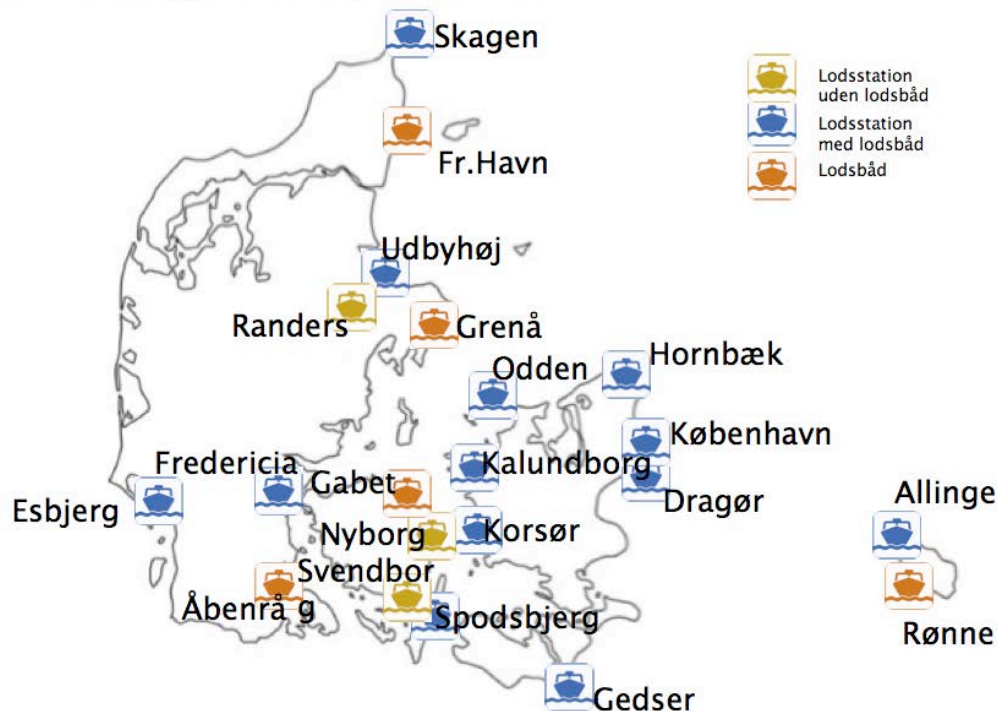 Skagen
Lodsstation
uden lodsbåd
Lodsstation
med lodsbåd
Lodsbåd
Fr.Havn
Udbyhøj
Randers
Grenå
Hornbæk
Odden
København
Fredericia
Kalundborg
Gabet
Dragør
Allinge
Esbjerg
Nyborg
Korsør
Svendbor
g
Åbenrå
Spodsbjerg
Rønne
Gedser